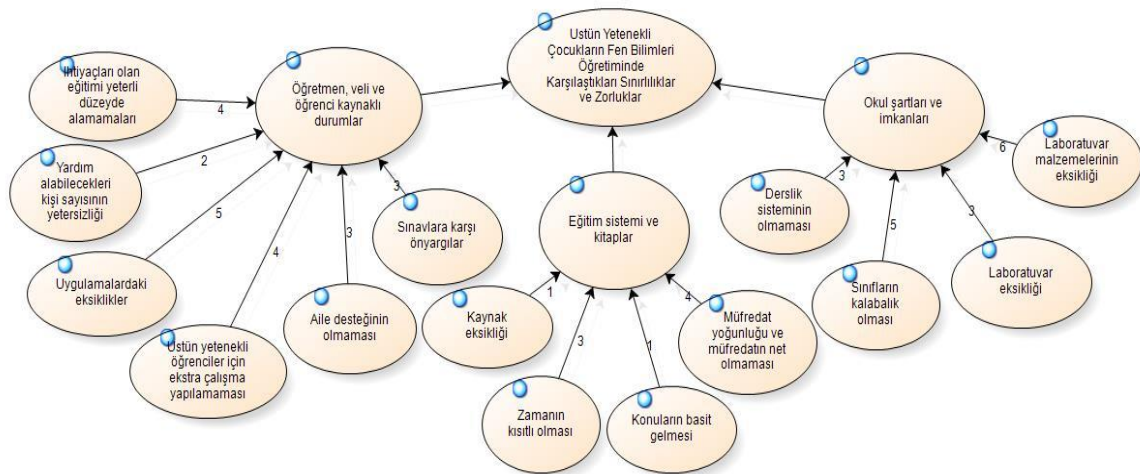 Üstün Yetenekli
Çocukların Fen Bilimleri
Öğretiminde
Karşılaştıkları Sınırlılıklar
ve Zorluklar
Öğretmen, veli ve
öğrenci kaynaklı
durumlar
Okul şartları ve
imkanları
Eğitim sistemi ve
kitaplar
İhtiyaçları olan
eğitimi yeterli
düzeyde
alamamaları
4
Yardım
alabilecekleri
kişi sayısının
yetersizliği
2
Uygulamalardaki
eksiklikler
5
Üstün yetenekli
öğrenciler için
ekstra çalışma
yapılamaması
4
Aile desteğinin
olmaması
3
Sınavlara karşı
önyargılar
3
Kaynak
eksikliği
1
Zamanın
kısıtlı olması
3
Konuların basit
gelmesi
1
Müfredat
yoğunluğu ve
müfredatın net
olmaması
4
Derslik
sisteminin
olmaması
3
Sınıfların
kalabalık
olması
5
Laboratuvar
eksikliği
3
Laboratuvar
malzemelerinin
eksikliği
6